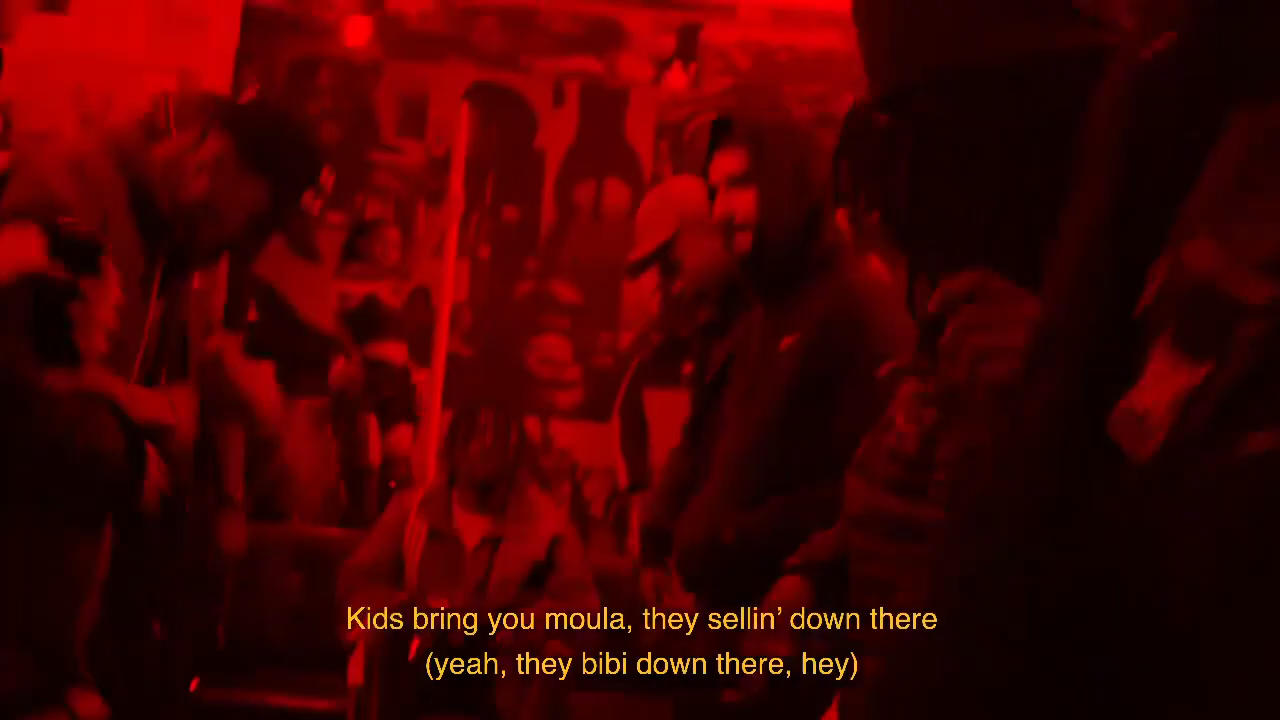 Kids bring you moula, they sellin’ down there
(yeah, they bibi down there, hey)